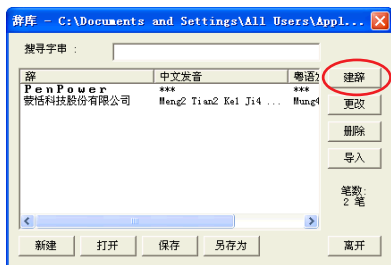 辞库 - C:\Documents and Settings\All Users\Appl...
搜寻字串 :
辞 中文发音 粤语发
建辞
PenPower *** ***
蒙恬科技股份有限公司 Meng2 Tian2 Ke1 Ji4 ... Mung4
更改
删除
导入
笔数:
2 笔
新建 打开 保存 另存为 离开